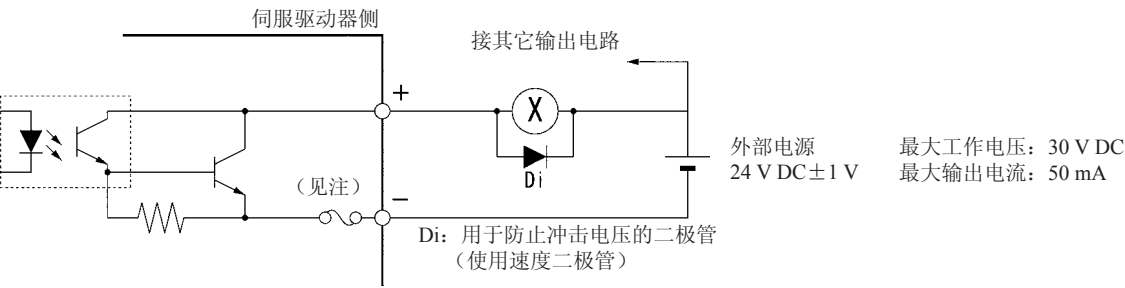 伺服驱动器侧
接其它输出电路
+
X
外部电源
24 V DC±1 V
最大工作电压：30 V DC
最大输出电流：50 mA
Di
（见注）
−
Di：用于防止冲击电压的二极管
（使用速度二极管）